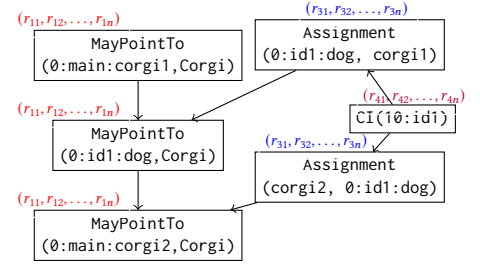 (r₃₁, r₃₂, . . . , r₃ₙ)
(r₁₁, r₁₂, . . . , r₁ₙ)
Assignment
(0:id1:dog, corgi1)
MayPointTo
(0:main:corgi1,Corgi)
(r₄₁, r₄₂, . . . , r₄ₙ)
CI(10:id1)
(r₁₁, r₁₂, . . . , r₁ₙ)
MayPointTo
(0:id1:dog,Corgi)
(r₃₁, r₃₂, . . . , r₃ₙ)
Assignment
(corgi2, 0:id1:dog)
(r₁₁, r₁₂, . . . , r₁ₙ)
MayPointTo
(0:main:corgi2,Corgi)